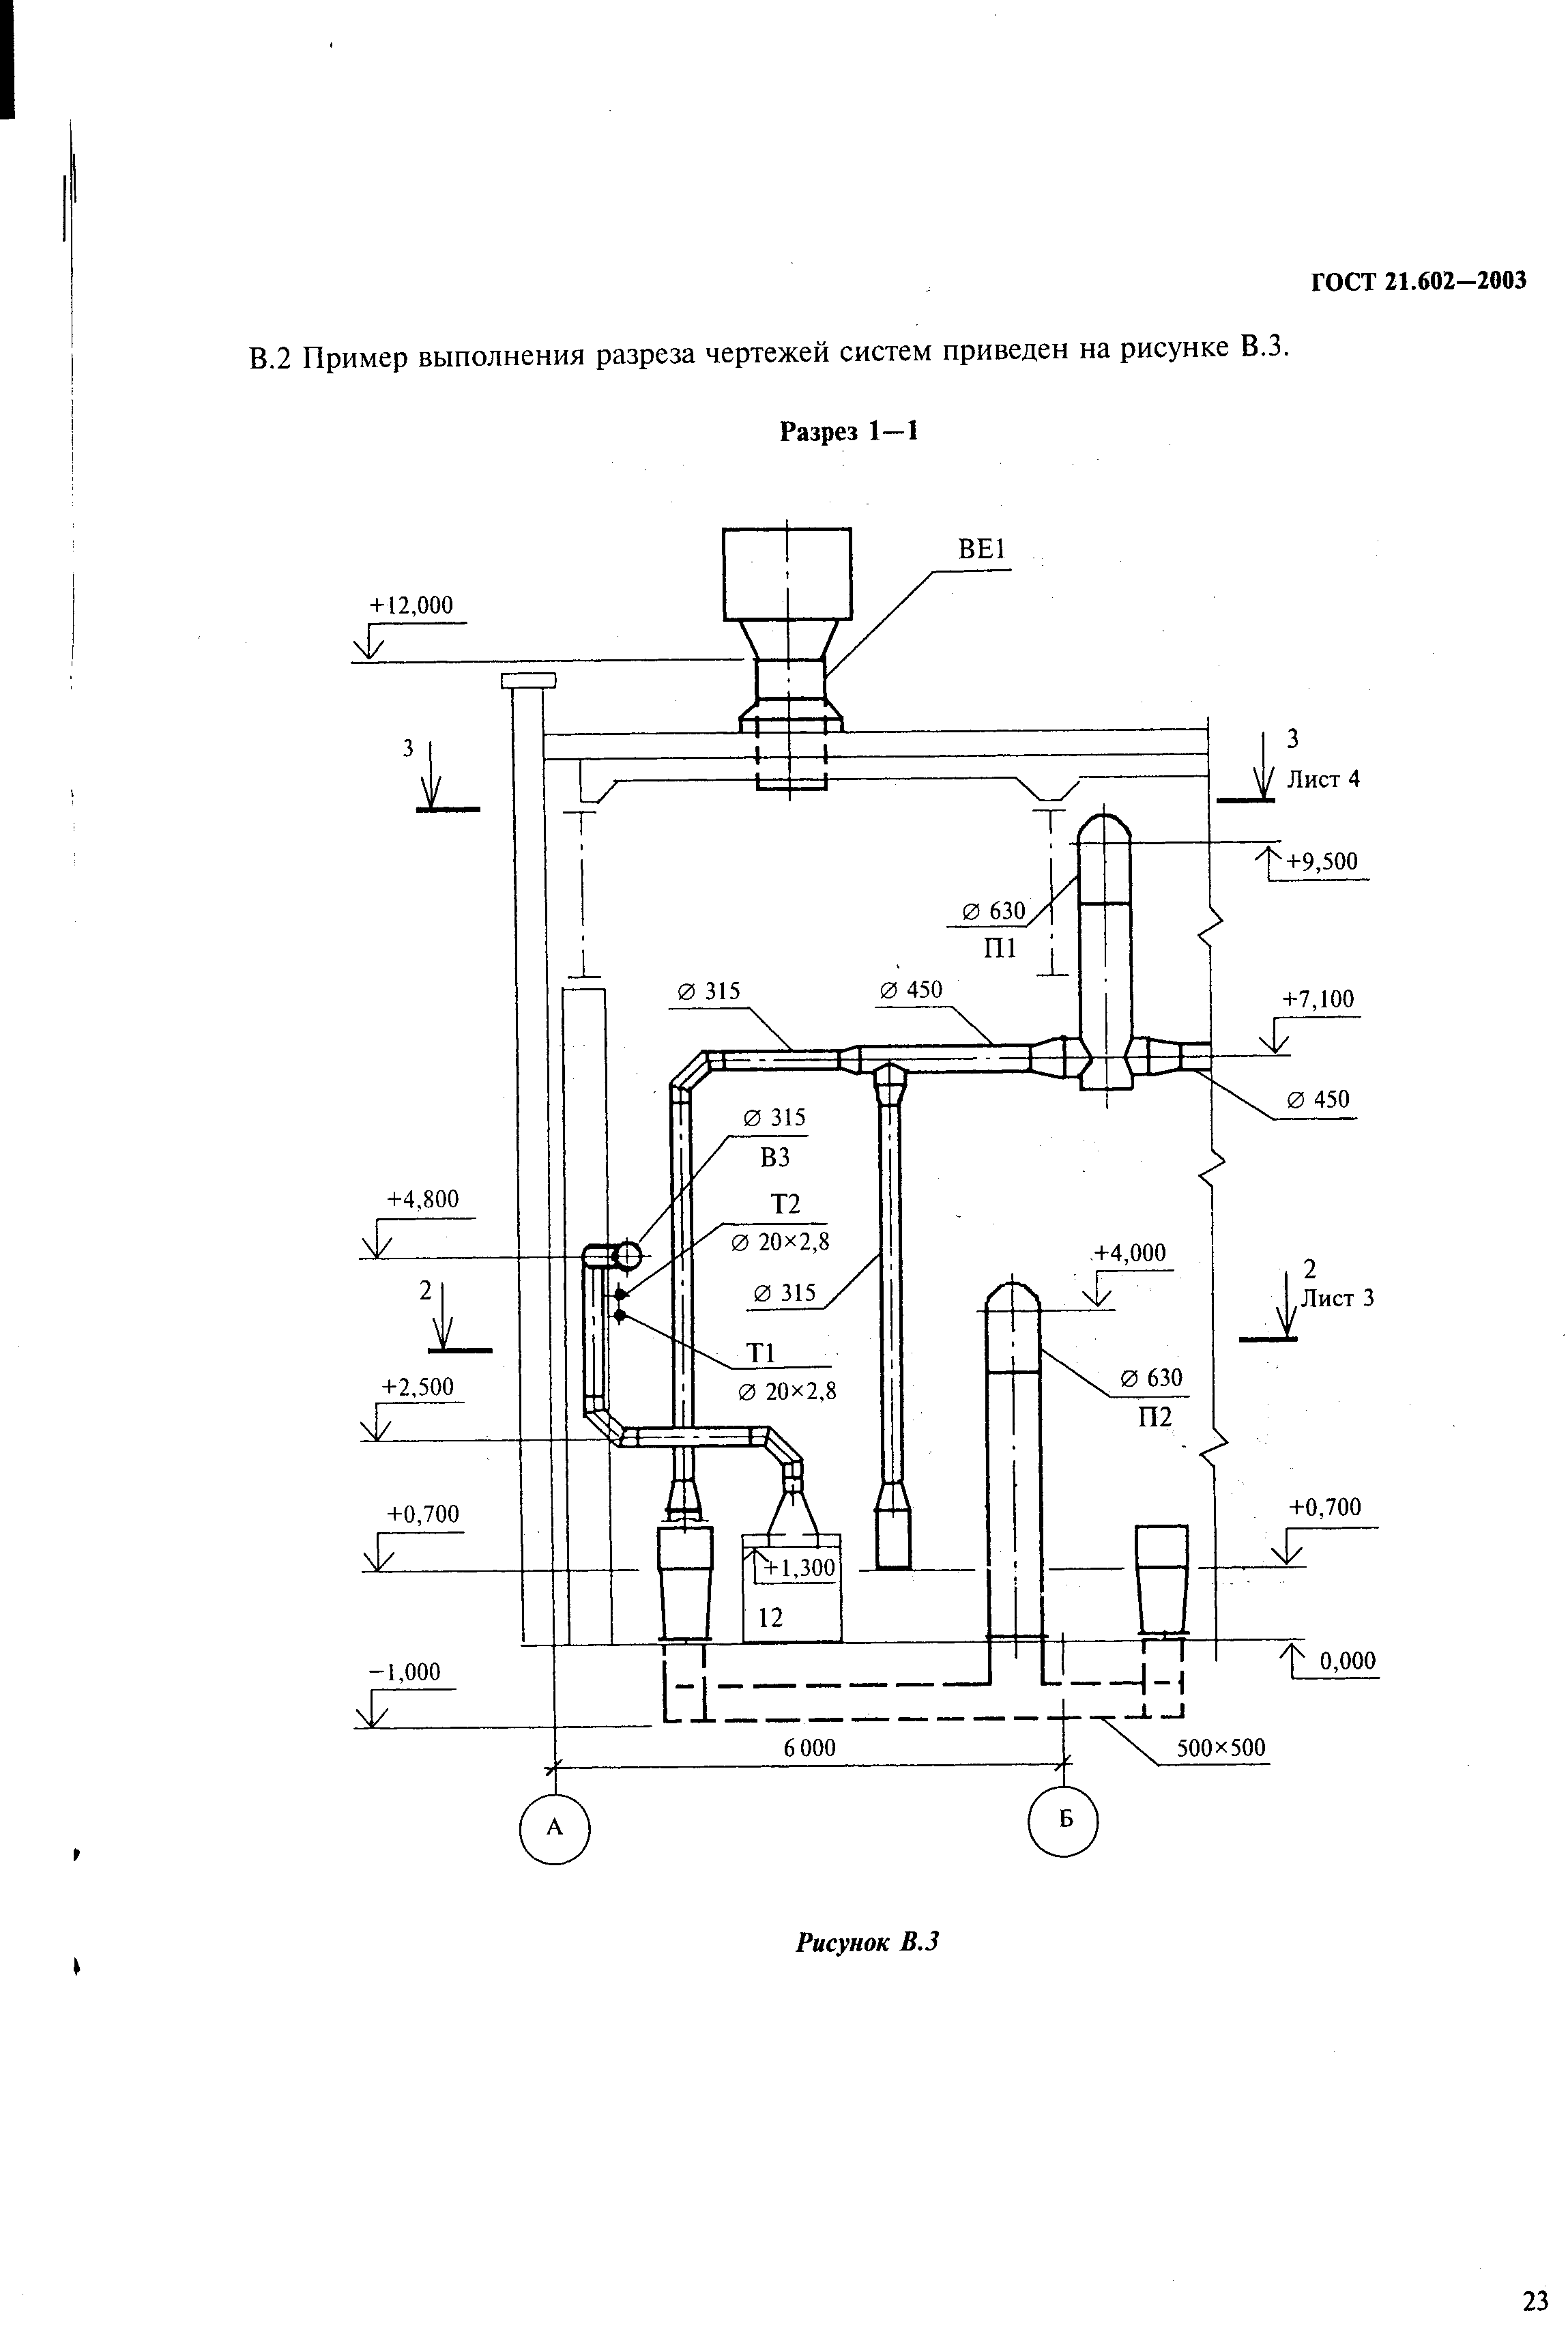 ГОСТ 21.602—2003
В.2 Пример выполнения разреза чертежей систем приведен на рисунке В.3.
Разрез 1—1
ВЕ1
+12,000
3
3
Лист 4
+9,500
∅ 630
П1
∅ 315
∅ 450
+7,100
∅ 450
∅ 315
В3
+4,800
Т2
∅ 20×2,8
+4,000
2
∅ 315
2
Лист 3
Т1
∅ 20×2,8
+2,500
∅ 630
П2
+0,700
+0,700
+1,300
12
0,000
−1,000
6 000
500×500
А
Б
Рисунок В.3
23